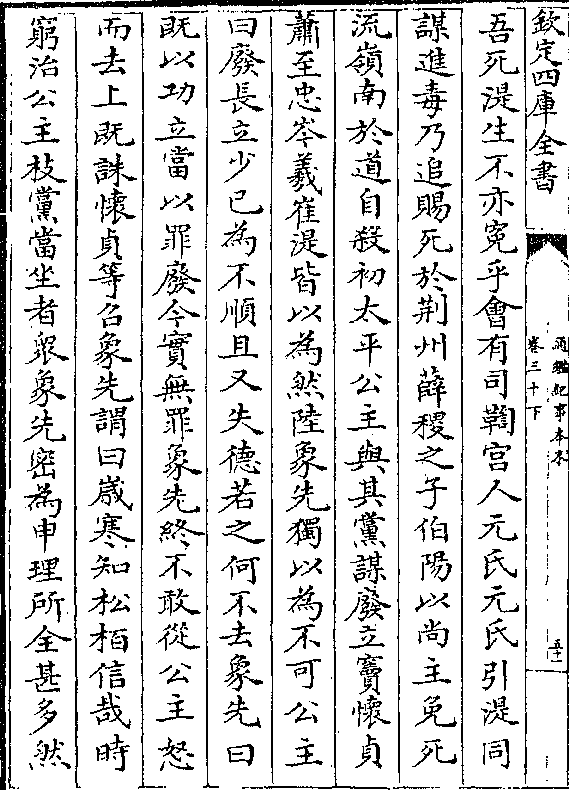 欽定四庫全書
通鑑紀事本末
卷三十下
五十一
吾死湜生不亦寃乎會有司鞫宫人元氏元氏引湜同
謀進毒乃追賜死於荆州薛稷之子伯陽以尚主免死
流嶺南於道自殺初太平公主與其黨謀廢立竇懷貞
蕭至忠岑羲崔湜皆以為然陸象先獨以為不可公主
曰廢長立少已為不順且又失德若之何不去象先曰
既以功立當以罪廢今實無罪象先終不敢從公主怒
而去上既誅懷貞等召象先謂曰歳寒知松栢信哉時
窮治公主枝黨當坐者衆象先密為申理所全甚多然